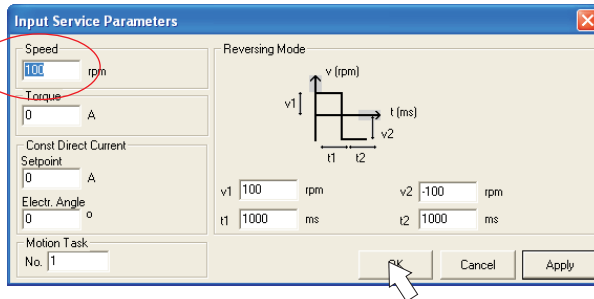 Input Service Parameters
Speed
100 rpm
Torque
0 A
Const Direct Current
Setpoint
0 A
Electr. Angle
0 °
Motion Task
No. 1
Reversing Mode
v (rpm)
v1
t (ms)
v2
t1 t2
v1 100 rpm v2 -100 rpm
t1 1000 ms t2 1000 ms
OK Cancel Apply